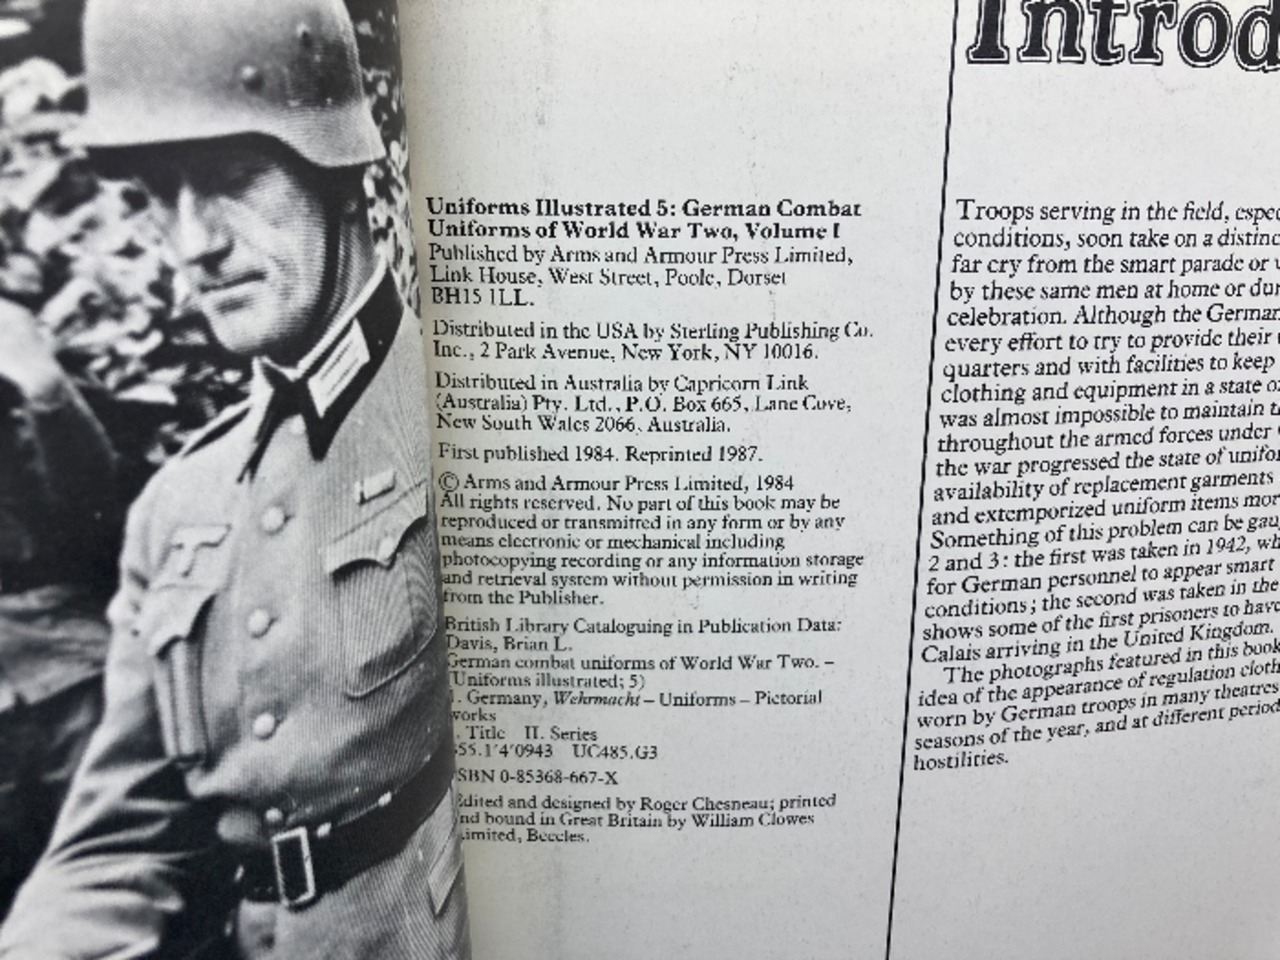 Uniforms Illustrated 5: German Combat
Uniforms of World War Two, Volume I
Published by Arms and Armour Press Limited,
Link House, West Street, Poole, Dorset
BH15 1LL.
Distributed in the USA by Sterling Publishing Co.
Inc., 2 Park Avenue, New York, NY 10016.
Distributed in Australia by Capricorn Link
(Australia) Pty. Ltd., P.O. Box 665, Lane Cove,
New South Wales 2066, Australia.
First published 1984. Reprinted 1987.
© Arms and Armour Press Limited, 1984
All rights reserved. No part of this book may be
reproduced or transmitted in any form or by any
means electronic or mechanical including
photocopying recording or any information storage
and retrieval system without permission in writing
from the Publisher.
British Library Cataloguing in Publication Data:
Davis, Brian L.
German combat uniforms of World War Two. –
(Uniforms illustrated; 5)
. Germany, Wehrmacht – Uniforms – Pictorial
works
. Title II. Series
55.1'4'0943 UC485.G3
SBN 0-85368-667-X
Edited and designed by Roger Chesneau; printed
nd bound in Great Britain by William Clowes
imited, Beccles.
Introd
Troops serving in the field, espec
conditions, soon take on a distinc
far cry from the smart parade or
by these same men at home or dur
celebration. Although the German
every effort to try to provide their
quarters and with facilities to keep
clothing and equipment in a state o
was almost impossible to maintain t
throughout the armed forces under
the war progressed the state of unifor
availability of replacement garments
and extemporized uniform items mor
Something of this problem can be gau
2 and 3: the first was taken in 1942, wh
for German personnel to appear smart
conditions; the second was taken in the
shows some of the first prisoners to have
Calais arriving in the United Kingdom.
The photographs featured in this book
idea of the appearance of regulation cloth
worn by German troops in many theatres
seasons of the year, and at different period
hostilities.